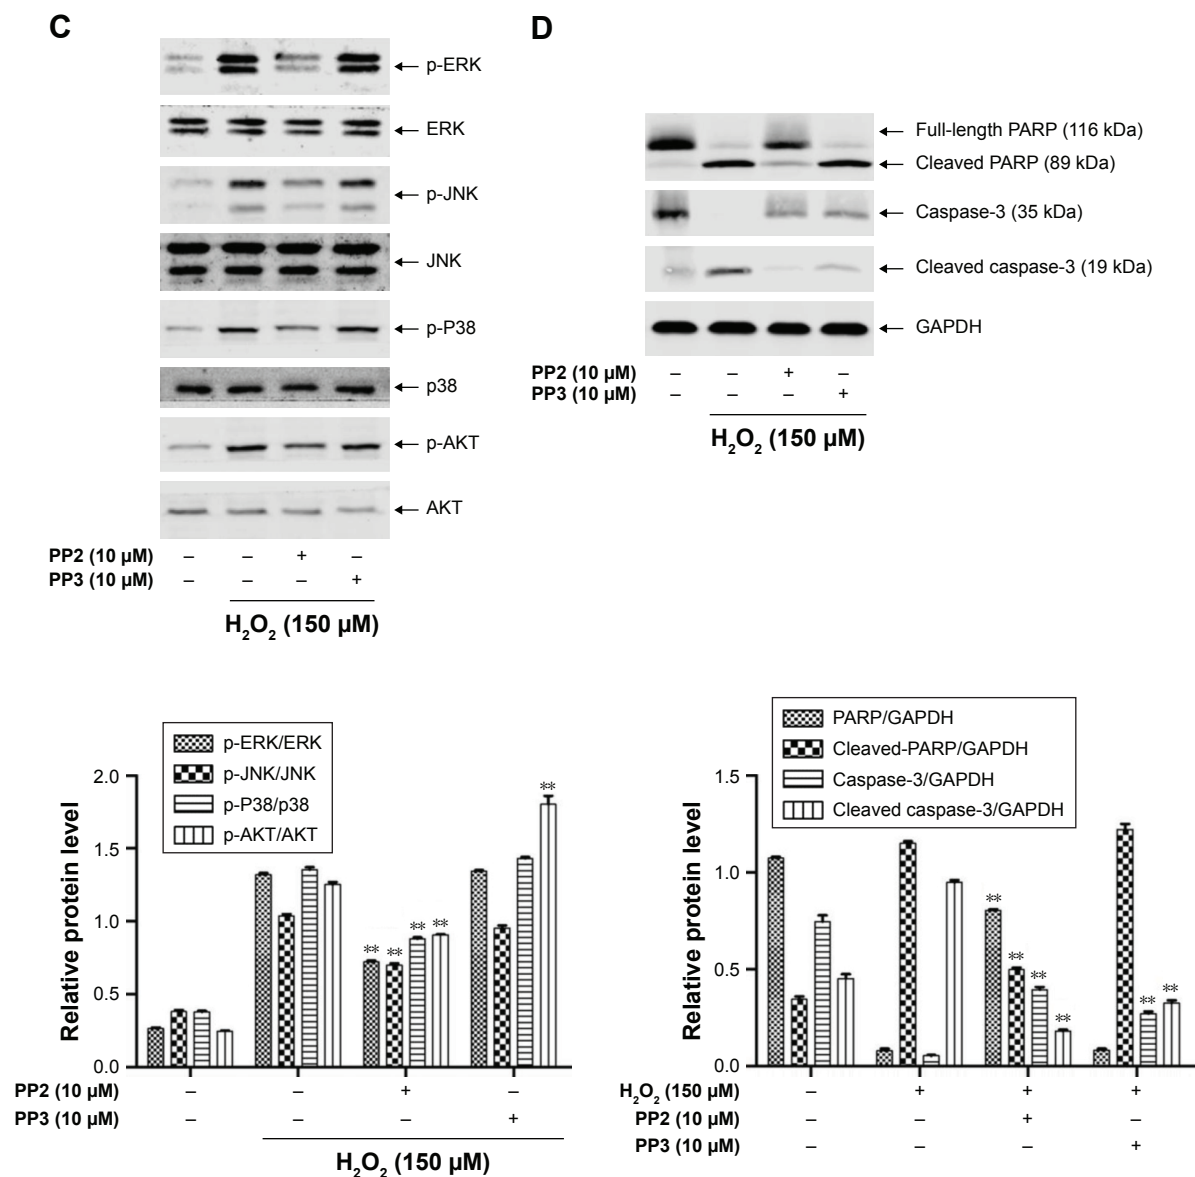 C
p-ERK
ERK
p-JNK
JNK
p-P38
p38
p-AKT
AKT
PP2 (10 µM) – – + –
PP3 (10 µM) – – – +
H₂O₂ (150 µM)
D
Full-length PARP (116 kDa)
Cleaved PARP (89 kDa)
Caspase-3 (35 kDa)
Cleaved caspase-3 (19 kDa)
GAPDH
PP2 (10 µM) – – + –
PP3 (10 µM) – – – +
H₂O₂ (150 µM)
p-ERK/ERK
p-JNK/JNK
p-P38/p38
p-AKT/AKT
Relative protein level
2.0
1.5
1.0
0.5
0.0
** ** ** ** **
PP2 (10 µM) – – + –
PP3 (10 µM) – – – +
H₂O₂ (150 µM)
PARP/GAPDH
Cleaved-PARP/GAPDH
Caspase-3/GAPDH
Cleaved caspase-3/GAPDH
Relative protein level
1.5
1.0
0.5
0.0
** ** ** ** ** **
H₂O₂ (150 µM) – + + +
PP2 (10 µM) – – + –
PP3 (10 µM) – – – +